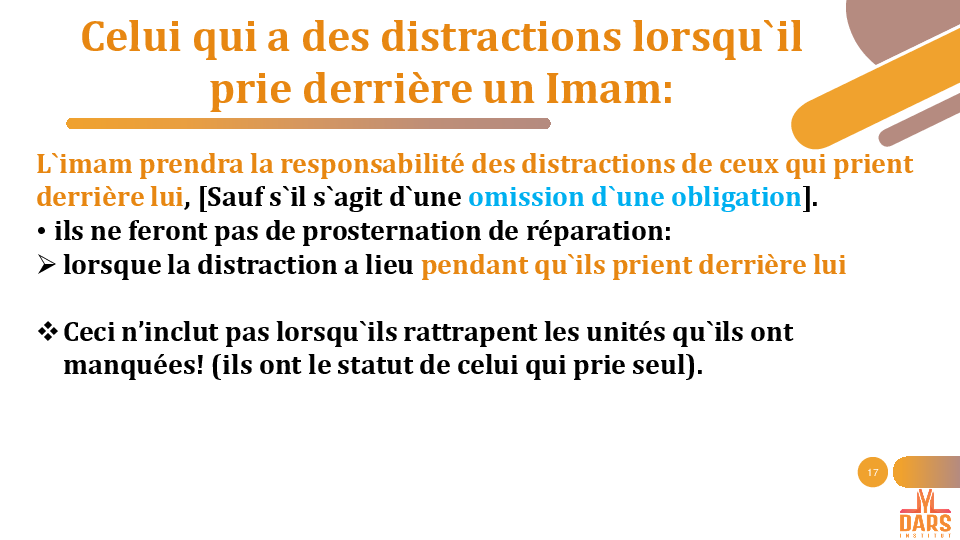 Celui qui a des distractions lorsqu`il
prie derrière un Imam:
L`imam prendra la responsabilité des distractions de ceux qui prient
derrière lui, [Sauf s`il s`agit d`une omission d`une obligation].
• ils ne feront pas de prosternation de réparation:
➢ lorsque la distraction a lieu pendant qu`ils prient derrière lui
❖ Ceci n’inclut pas lorsqu`ils rattrapent les unités qu`ils ont
manquées! (ils ont le statut de celui qui prie seul).
17
DARS
INSTITUT